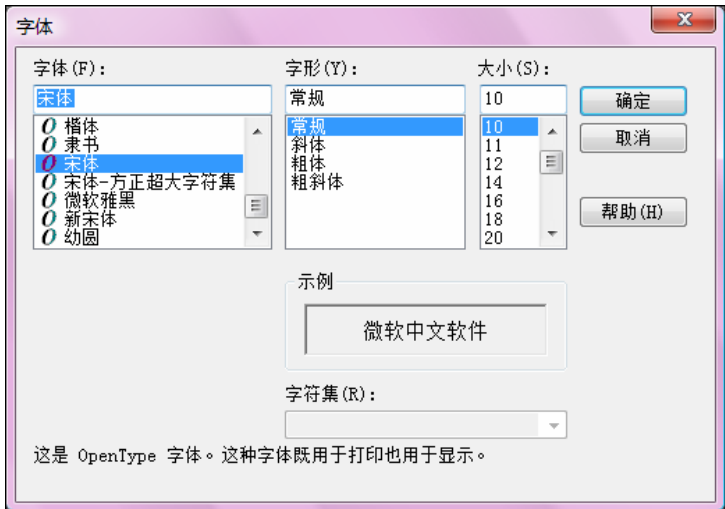 字体
字体(F):
宋体
楷体
隶书
宋体
宋体-方正超大字符集
微软雅黑
新宋体
幼圆
字形(Y):
常规
常规
斜体
粗体
粗斜体
大小(S):
10
10
11
12
14
16
18
20
确定
取消
帮助(H)
示例
微软中文软件
字符集(R):
这是 OpenType 字体。这种字体既用于打印也用于显示。